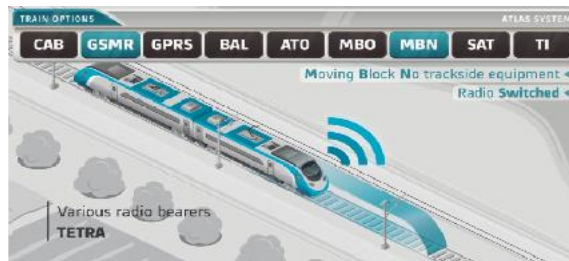 TRAIN OPTIONS
ATLAS SYSTEM
CAB GSMR GPRS BAL ATO MBO MBN SAT TI
Moving Block No trackside equipment
Radio Switched
Various radio bearers
TETRA